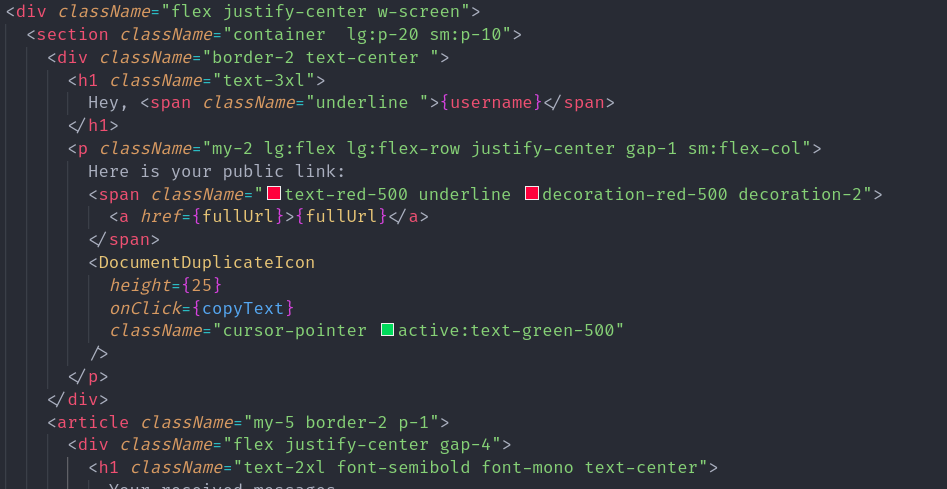 <div className="flex justify-center w-screen">
<section className="container  lg:p-20 sm:p-10">
<div className="border-2 text-center ">
<h1 className="text-3xl">
Hey, <span className="underline ">{username}</span>
</h1>
<p className="my-2 lg:flex lg:flex-row justify-center gap-1 sm:flex-col">
Here is your public link:
<span className="text-red-500 underline decoration-red-500 decoration-2">
<a href={fullUrl}>{fullUrl}</a>
</span>
<DocumentDuplicateIcon
height={25}
onClick={copyText}
className="cursor-pointer active:text-green-500"
/>
</p>
</div>
<article className="my-5 border-2 p-1">
<div className="flex justify-center gap-4">
<h1 className="text-2xl font-semibold font-mono text-center">
Your received messages